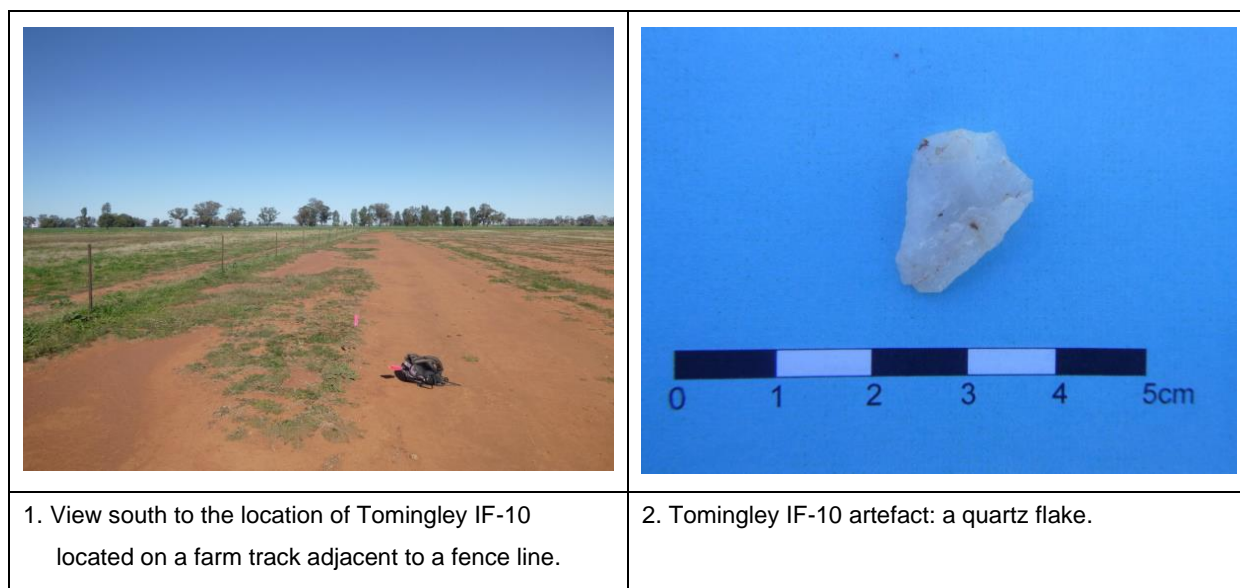 0 1 2 3 4 5cm
1. View south to the location of Tomingley IF-10
located on a farm track adjacent to a fence line.
2. Tomingley IF-10 artefact: a quartz flake.